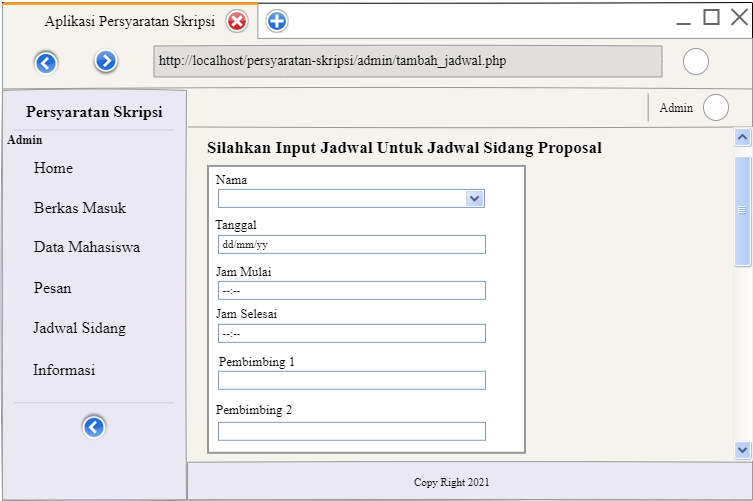 Aplikasi Persyaratan Skripsi
http://localhost/persyaratan-skripsi/admin/tambah_jadwal.php
Persyaratan Skripsi
Admin
Admin
Home
Berkas Masuk
Data Mahasiswa
Pesan
Jadwal Sidang
Informasi
Silahkan Input Jadwal Untuk Jadwal Sidang Proposal
Nama
Tanggal
dd/mm/yy
Jam Mulai
--:--
Jam Selesai
--:--
Pembimbing 1
Pembimbing 2
Copy Right 2021